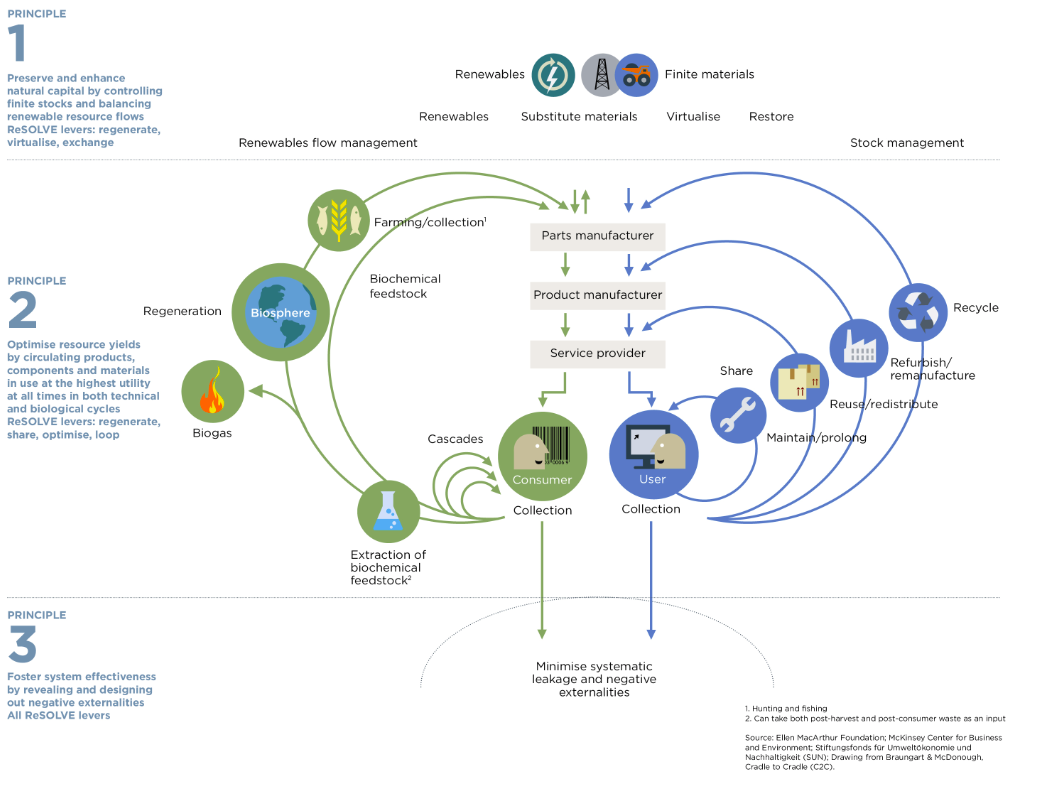 PRINCIPLE
1
Preserve and enhance
natural capital by controlling
finite stocks and balancing
renewable resource flows
ReSOLVE levers: regenerate,
virtualise, exchange
Renewables
Finite materials
Renewables
Substitute materials
Virtualise
Restore
Renewables flow management
Stock management
PRINCIPLE
2
Optimise resource yields
by circulating products,
components and materials
in use at the highest utility
at all times in both technical
and biological cycles
ReSOLVE levers: regenerate,
share, optimise, loop
Farming/collection¹
Biochemical
feedstock
Regeneration
Biosphere
Biogas
Cascades
Extraction of
biochemical
feedstock²
Parts manufacturer
Product manufacturer
Service provider
Consumer
Collection
User
Collection
Share
Maintain/prolong
Reuse/redistribute
Refurbish/
remanufacture
Recycle
PRINCIPLE
3
Foster system effectiveness
by revealing and designing
out negative externalities
All ReSOLVE levers
Minimise systematic
leakage and negative
externalities
1. Hunting and fishing
2. Can take both post-harvest and post-consumer waste as an input
Source: Ellen MacArthur Foundation; McKinsey Center for Business
and Environment; Stiftungsfonds für Umweltökonomie und
Nachhaltigkeit (SUN); Drawing from Braungart & McDonough,
Cradle to Cradle (C2C).